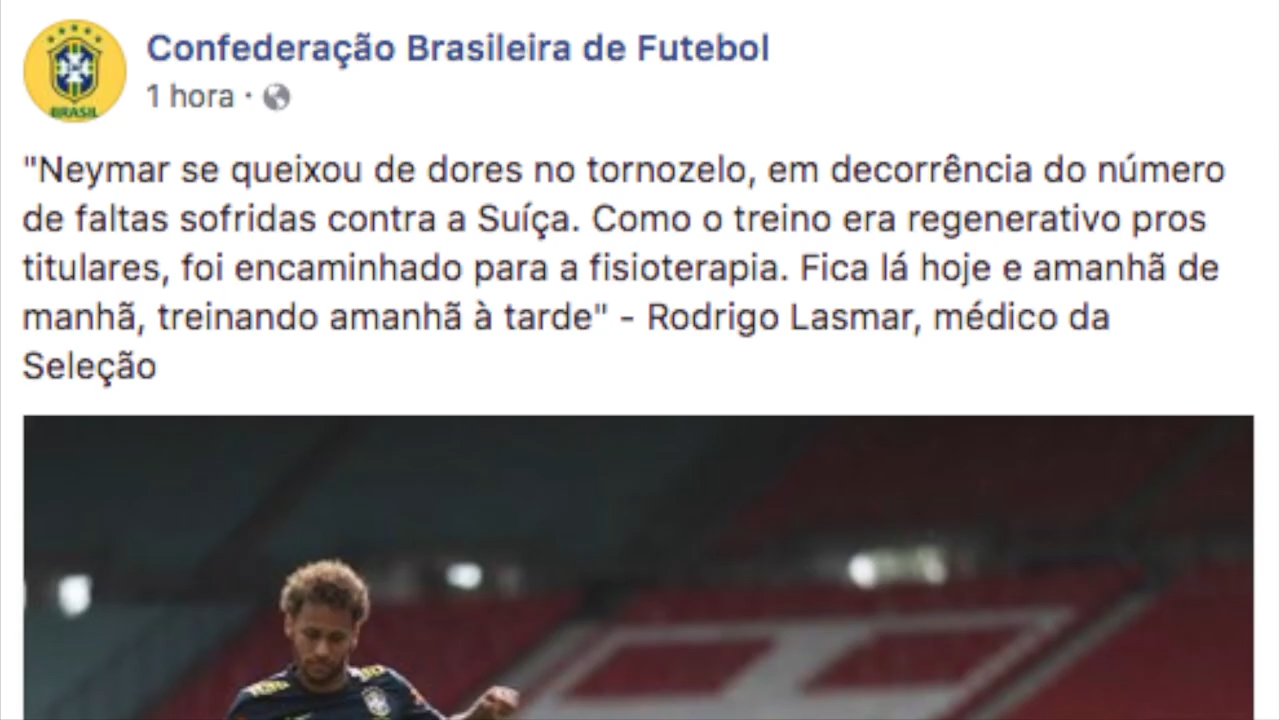 BRASIL
Confederação Brasileira de Futebol
1 hora ·
"Neymar se queixou de dores no tornozelo, em decorrência do número
de faltas sofridas contra a Suíça. Como o treino era regenerativo pros
titulares, foi encaminhado para a fisioterapia. Fica lá hoje e amanhã de
manhã, treinando amanhã à tarde" - Rodrigo Lasmar, médico da
Seleção